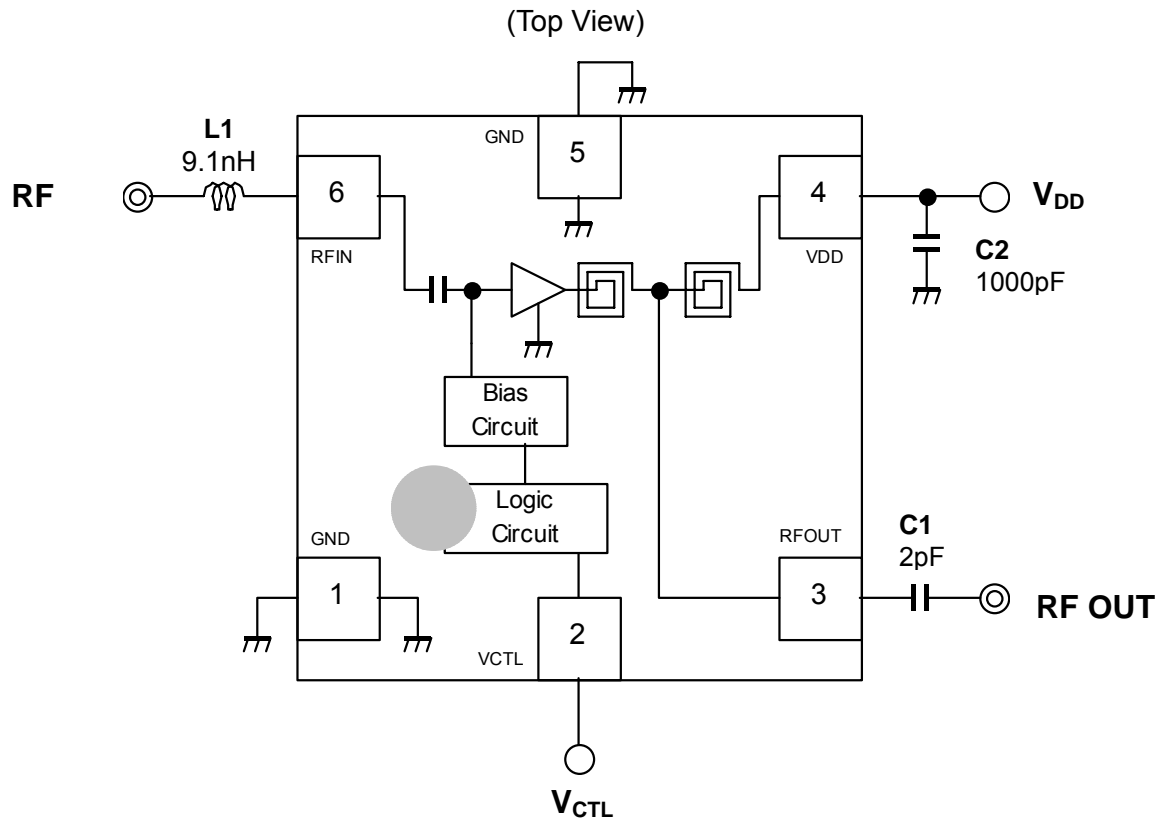 (Top View)
L1
9.1nH
RF
6
RFIN
GND
5
4
VDD
VDD
C2
1000pF
Bias
Circuit
Logic
Circuit
GND
1
VCTL
2
RFOUT
3
C1
2pF
RF OUT
VCTL